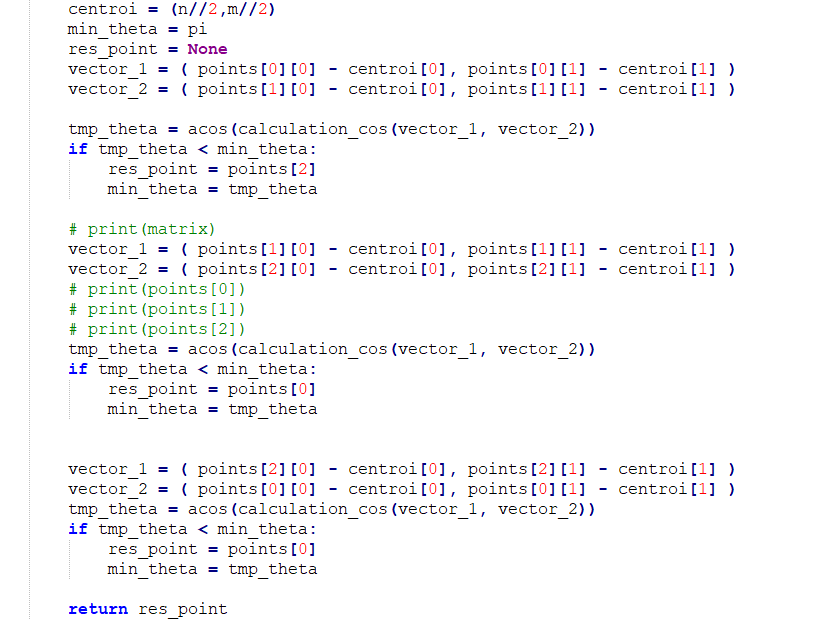 centroi = (n//2,m//2)
min_theta = pi
res_point = None
vector_1 = ( points[0][0] - centroi[0], points[0][1] - centroi[1] )
vector_2 = ( points[1][0] - centroi[0], points[1][1] - centroi[1] )
tmp_theta = acos(calculation_cos(vector_1, vector_2))
if tmp_theta < min_theta:
    res_point = points[2]
    min_theta = tmp_theta
# print(matrix)
vector_1 = ( points[1][0] - centroi[0], points[1][1] - centroi[1] )
vector_2 = ( points[2][0] - centroi[0], points[2][1] - centroi[1] )
# print(points[0])
# print(points[1])
# print(points[2])
tmp_theta = acos(calculation_cos(vector_1, vector_2))
if tmp_theta < min_theta:
    res_point = points[0]
    min_theta = tmp_theta
vector_1 = ( points[2][0] - centroi[0], points[2][1] - centroi[1] )
vector_2 = ( points[0][0] - centroi[0], points[0][1] - centroi[1] )
tmp_theta = acos(calculation_cos(vector_1, vector_2))
if tmp_theta < min_theta:
    res_point = points[0]
    min_theta = tmp_theta
return res_point